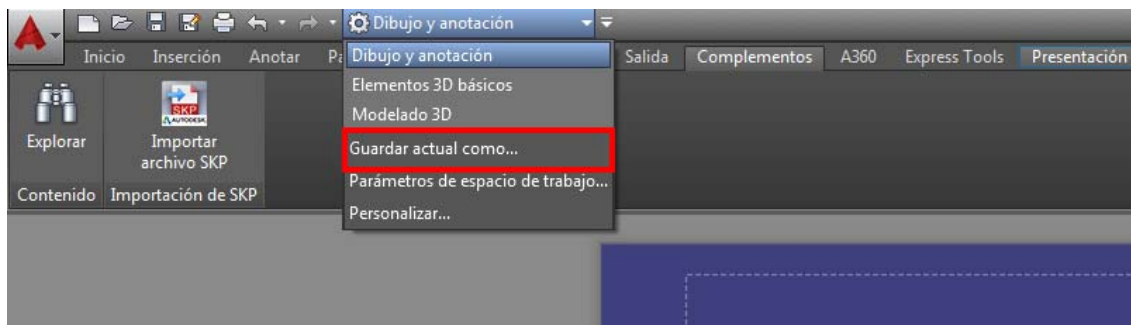 Dibujo y anotación
Inicio Inserción Anotar Pa Salida Complementos A360 Express Tools Presentación
Dibujo y anotación
Elementos 3D básicos
Modelado 3D
Guardar actual como...
Parámetros de espacio de trabajo...
Personalizar...
SKP
AUTODESK
Explorar
Importar
archivo SKP
Contenido
Importación de SKP